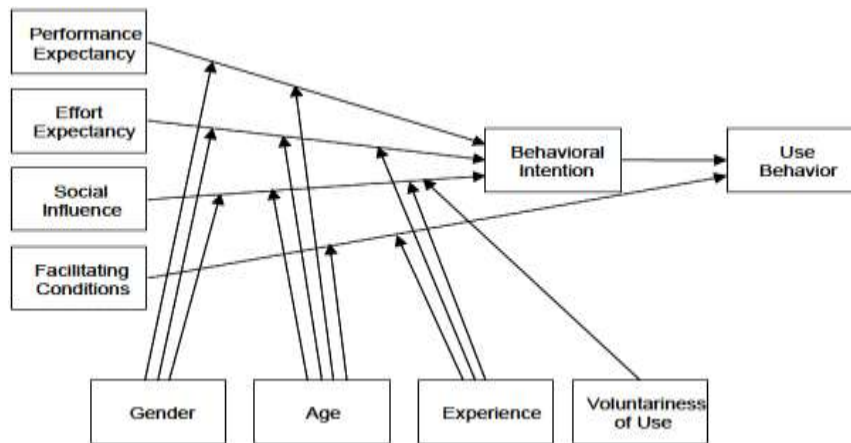 Performance
Expectancy
Effort
Expectancy
Social
Influence
Facilitating
Conditions
Behavioral
Intention
Use
Behavior
Gender
Age
Experience
Voluntariness
of Use